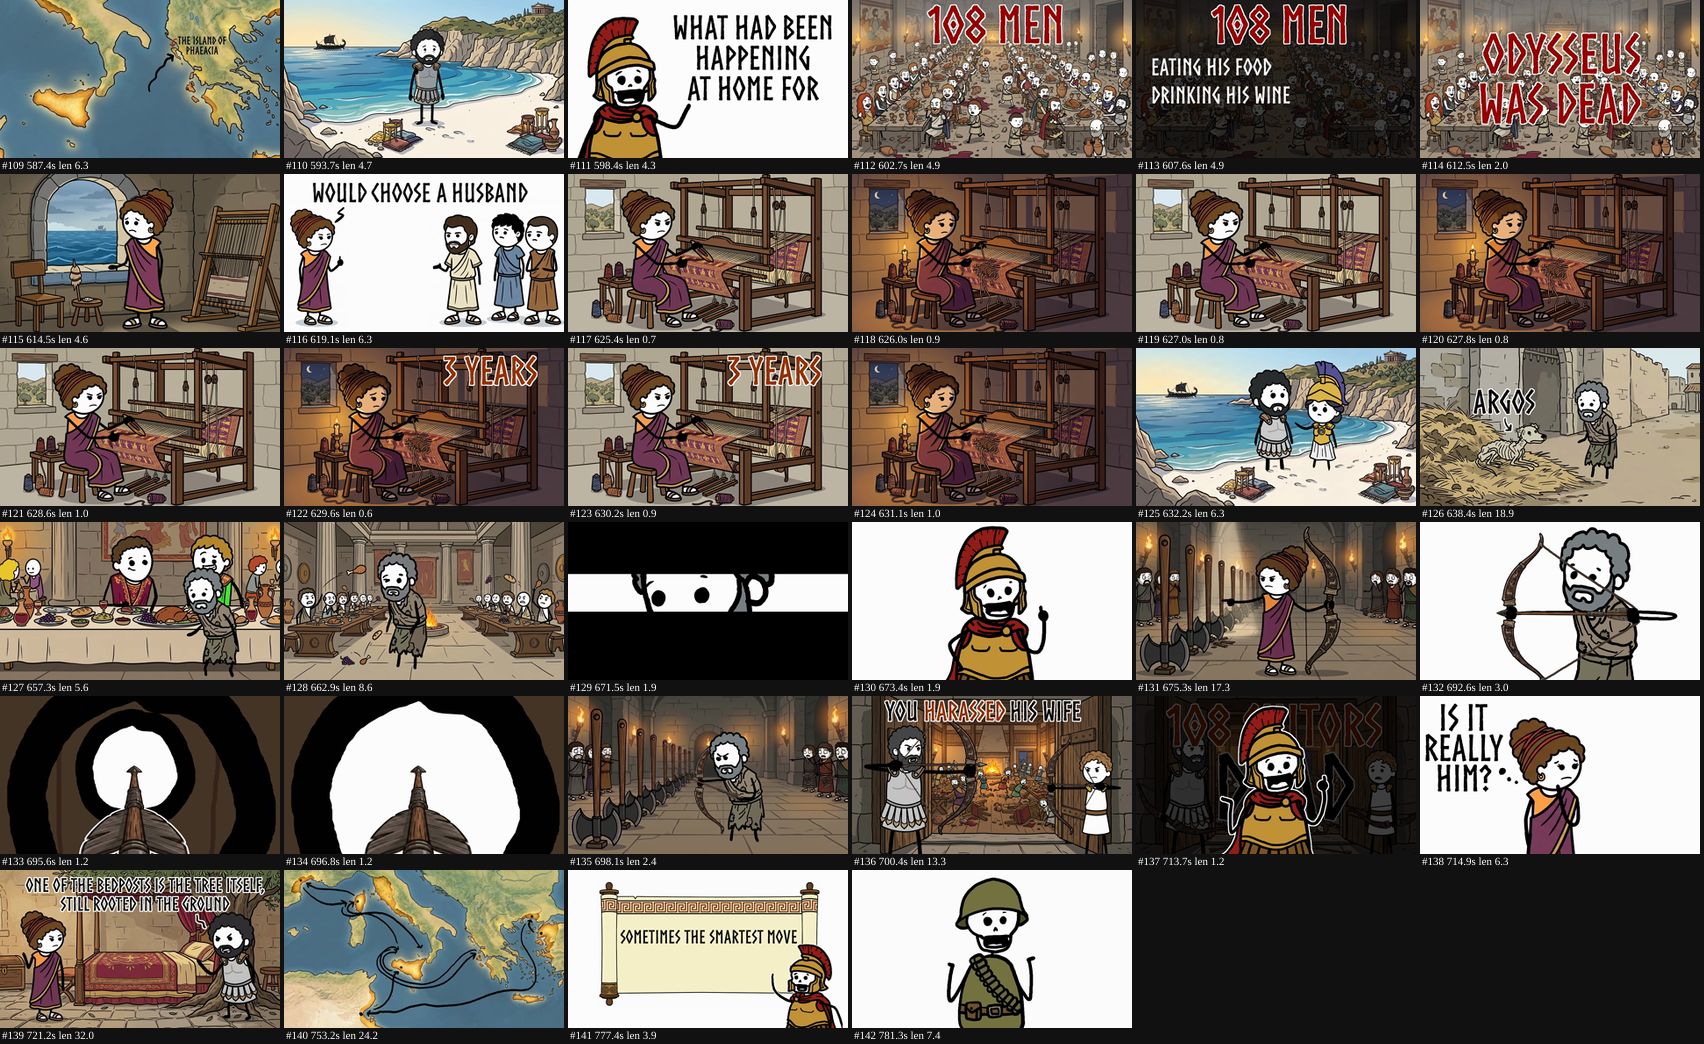 THE ISLAND OF
PHAEACIA
#109 587.4s len 6.3
#110 593.7s len 4.7
WHAT HAD BEEN
HAPPENING
AT HOME FOR
#111 598.4s len 4.3
108 MEN
#112 602.7s len 4.9
108 MEN
EATING HIS FOOD
DRINKING HIS WINE
#113 607.6s len 4.9
ODYSSEUS
WAS DEAD
#114 612.5s len 2.0
#115 614.5s len 4.6
WOULD CHOOSE A HUSBAND
#116 619.1s len 6.3
#117 625.4s len 0.7
#118 626.0s len 0.9
#119 627.0s len 0.8
#120 627.8s len 0.8
#121 628.6s len 1.0
3 YEARS
#122 629.6s len 0.6
3 YEARS
#123 630.2s len 0.9
#124 631.1s len 1.0
#125 632.2s len 6.3
ARGOS
#126 638.4s len 18.9
#127 657.3s len 5.6
#128 662.9s len 8.6
#129 671.5s len 1.9
#130 673.4s len 1.9
#131 675.3s len 17.3
#132 692.6s len 3.0
#133 695.6s len 1.2
#134 696.8s len 1.2
#135 698.1s len 2.4
YOU HARASSED HIS WIFE
#136 700.4s len 13.3
108
#137 713.7s len 1.2
IS IT
REALLY
HIM?
#138 714.9s len 6.3
ONE OF THE BEDPOSTS IS THE TREE ITSELF,
STILL ROOTED IN THE GROUND
#139 721.2s len 32.0
#140 753.2s len 24.2
SOMETIMES THE SMARTEST MOVE
#141 777.4s len 3.9
#142 781.3s len 7.4